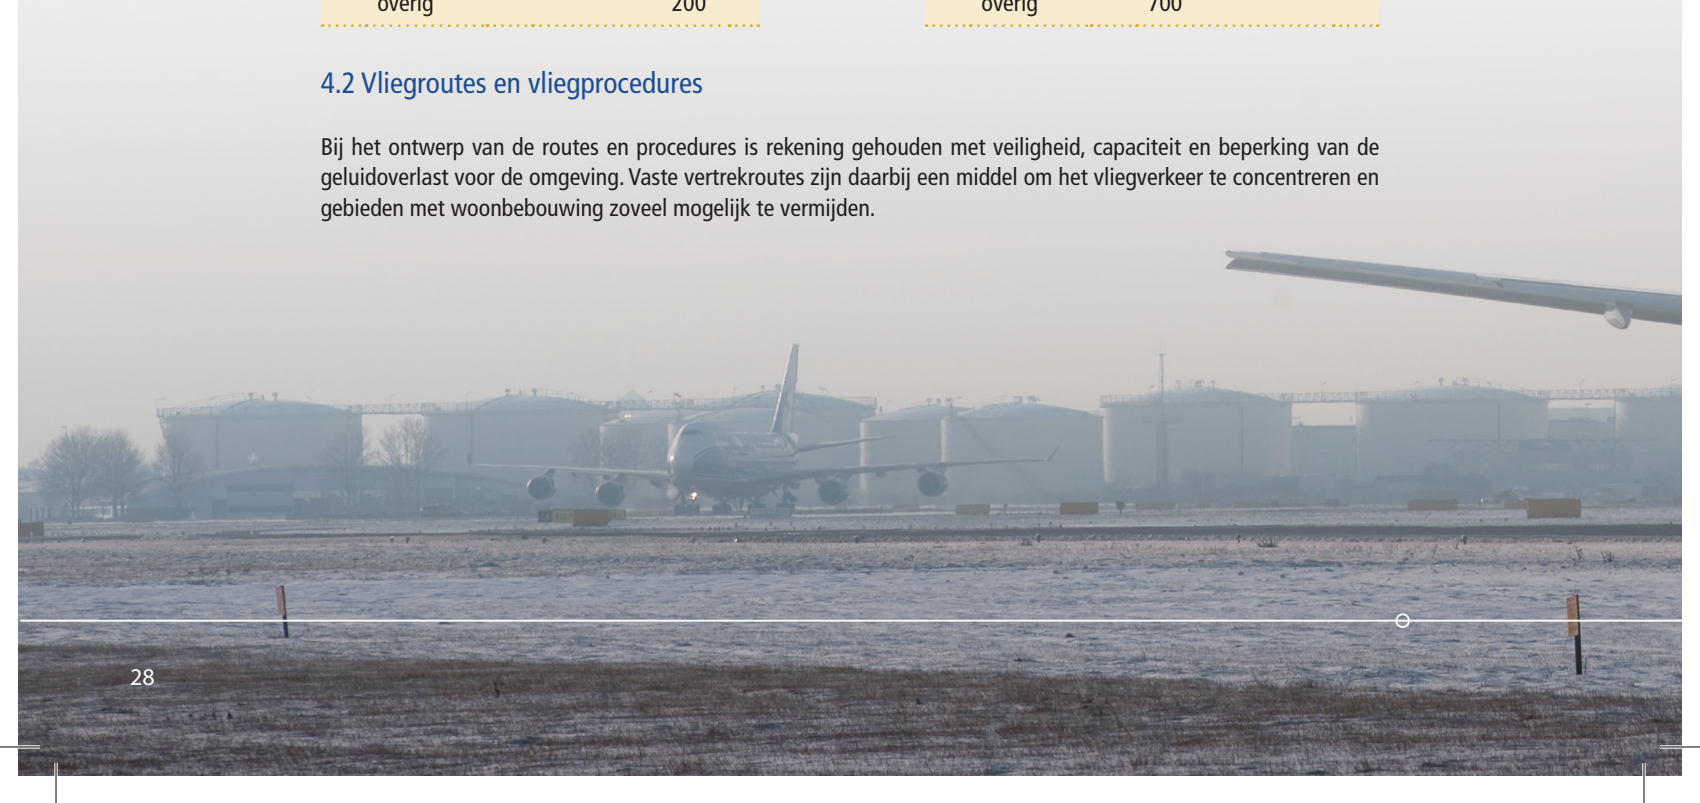 overig 200 overig 700
4.2 Vliegroutes en vliegprocedures
Bij het ontwerp van de routes en procedures is rekening gehouden met veiligheid, capaciteit en beperking van de
geluidoverlast voor de omgeving. Vaste vertrekroutes zijn daarbij een middel om het vliegverkeer te concentreren en
gebieden met woonbebouwing zoveel mogelijk te vermijden.
28